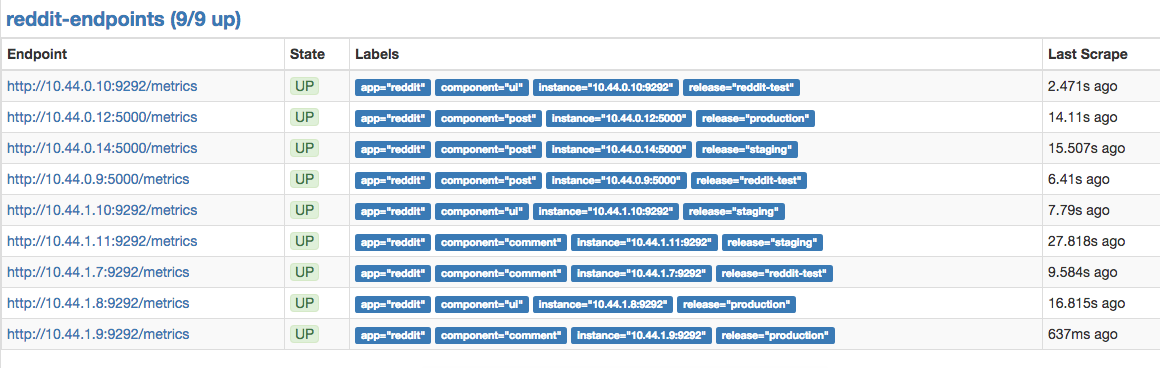 reddit-endpoints (9/9 up)
Endpoint State Labels Last Scrape
http://10.44.0.10:9292/metrics UP app="reddit" component="ui" instance="10.44.0.10:9292" release="reddit-test" 2.471s ago
http://10.44.0.12:5000/metrics UP app="reddit" component="post" instance="10.44.0.12:5000" release="production" 14.11s ago
http://10.44.0.14:5000/metrics UP app="reddit" component="post" instance="10.44.0.14:5000" release="staging" 15.507s ago
http://10.44.0.9:5000/metrics UP app="reddit" component="post" instance="10.44.0.9:5000" release="reddit-test" 6.41s ago
http://10.44.1.10:9292/metrics UP app="reddit" component="ui" instance="10.44.1.10:9292" release="staging" 7.79s ago
http://10.44.1.11:9292/metrics UP app="reddit" component="comment" instance="10.44.1.11:9292" release="staging" 27.818s ago
http://10.44.1.7:9292/metrics UP app="reddit" component="comment" instance="10.44.1.7:9292" release="reddit-test" 9.584s ago
http://10.44.1.8:9292/metrics UP app="reddit" component="ui" instance="10.44.1.8:9292" release="production" 16.815s ago
http://10.44.1.9:9292/metrics UP app="reddit" component="comment" instance="10.44.1.9:9292" release="production" 637ms ago